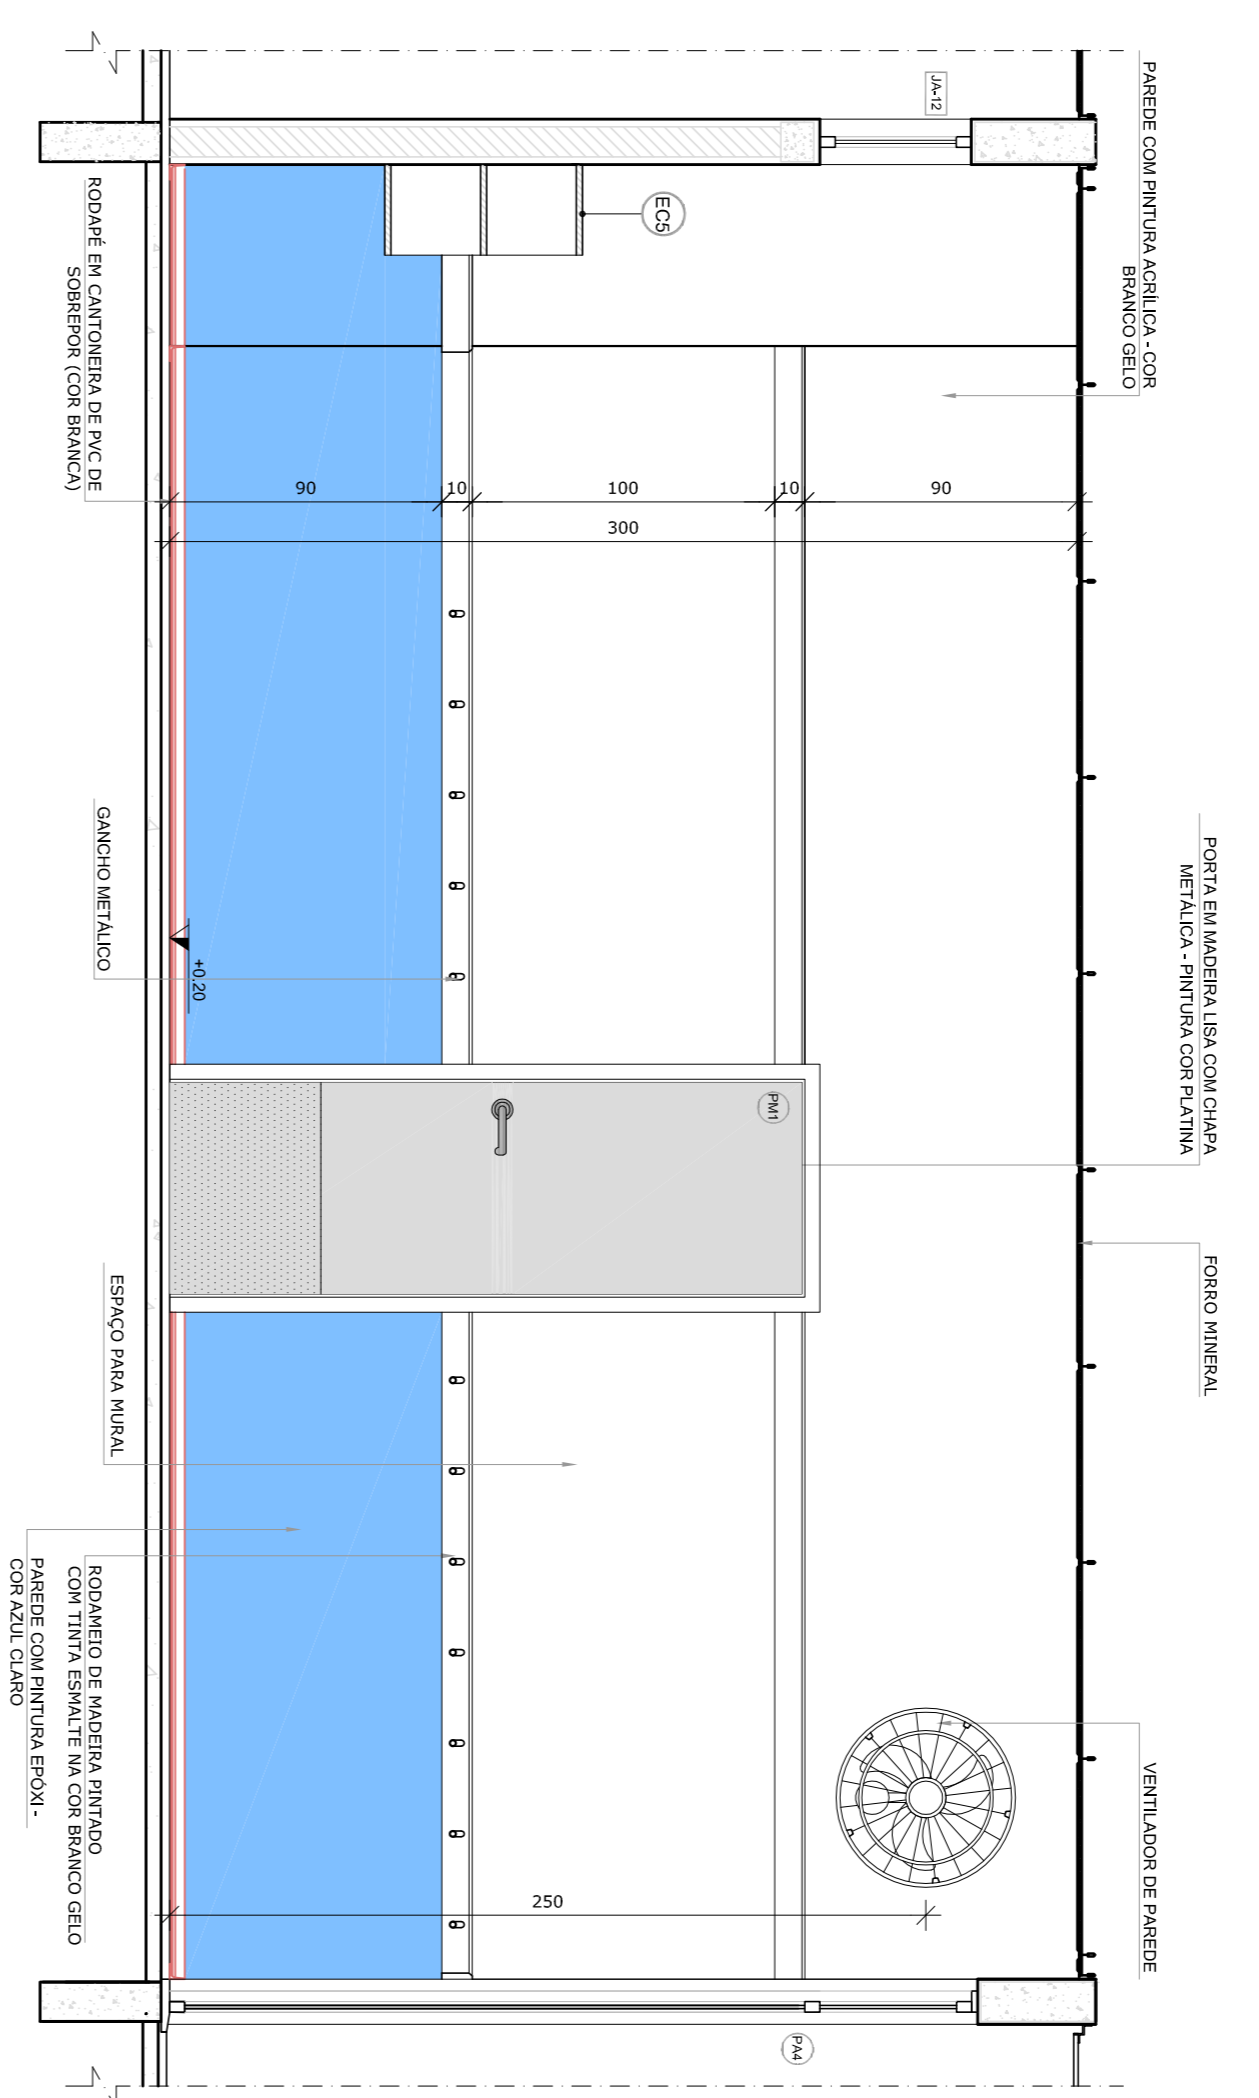 PORTA EM MADEIRA LISA COM CHAPA
METÁLICA - PINTURA COR PLATINA
FORRO MINERAL
PAREDE COM PINTURA ACRÍLICA - COR
BRANCO GELO
VENTILADOR DE PAREDE
JA-12
EC5
PM1
PA4
90
10
100
10
90
300
250
+0,20
RODAPÉ EM CANTONEIRA DE PVC DE
SOBREPOR (COR BRANCA)
GANCHO METÁLICO
ESPAÇO PARA MURAL
RODAMEIO DE MADEIRA PINTADO
COM TINTA ESMALTE NA COR BRANCO GELO
PAREDE COM PINTURA EPÓXI -
COR AZUL CLARO